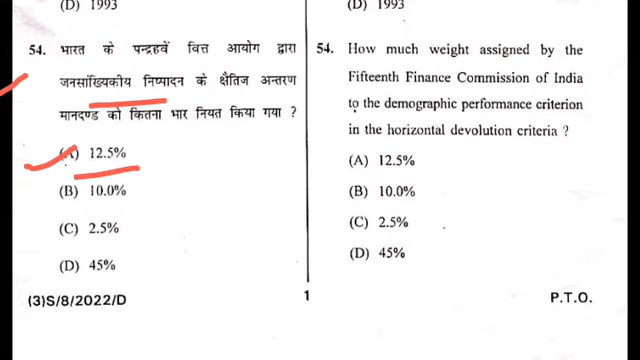 (D) 1993
(D) 1993
54. भारत के पन्द्रहवें वित्त आयोग द्वारा
जनसांख्यिकीय निष्पादन के क्षैतिज अन्तरण
मानदण्ड को कितना भार नियत किया गया ?
(A) 12.5%
(B) 10.0%
(C) 2.5%
(D) 45%
54. How much weight assigned by the
Fifteenth Finance Commission of India
to the demographic performance criterion
in the horizontal devolution criteria ?
(A) 12.5%
(B) 10.0%
(C) 2.5%
(D) 45%
(3)S/8/2022/D
1
P.T.O.